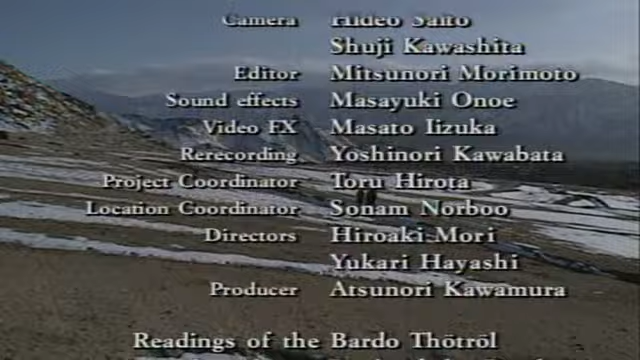 Camera Hideo Saito
Shuji Kawashita
Editor Mitsunori Morimoto
Sound effects Masayuki Onoe
Video FX Masato Iizuka
Rerecording Yoshinori Kawabata
Project Coordinator Toru Hirota
Location Coordinator Sonam Norboo
Directors Hiroaki Mori
Yukari Hayashi
Producer Atsunori Kawamura
Readings of the Bardo Thötröl